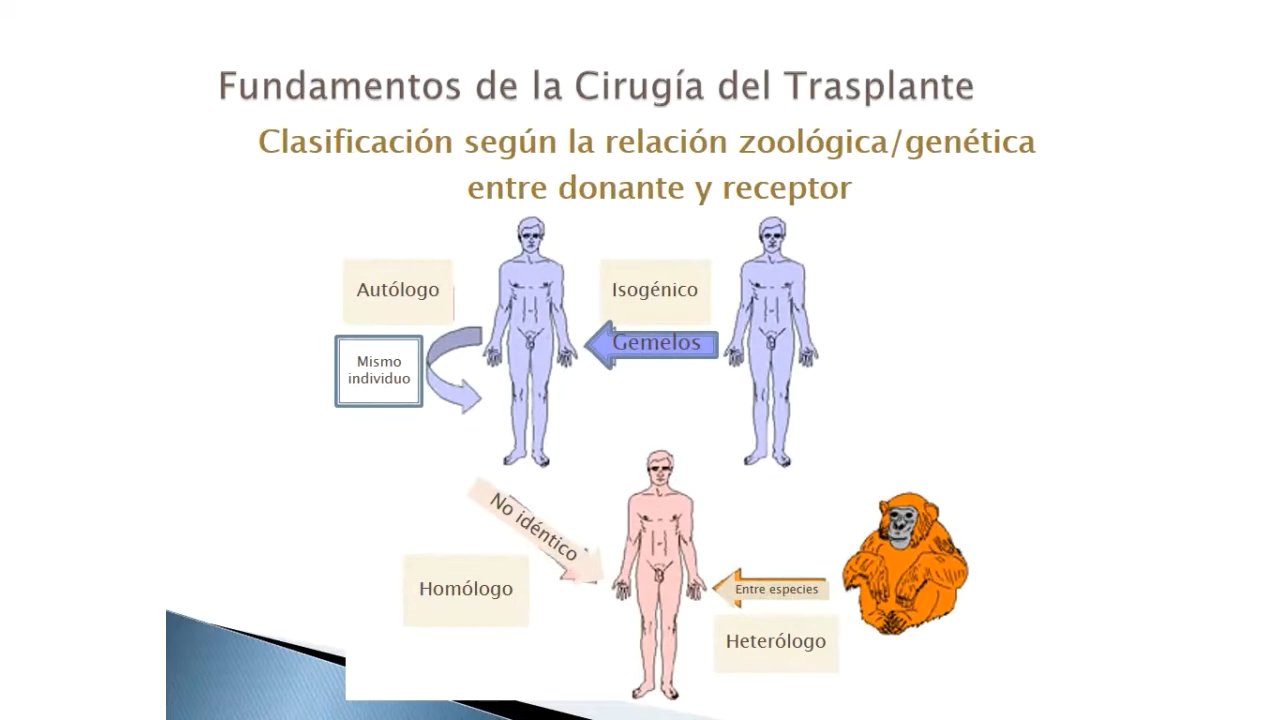 Fundamentos de la Cirugía del Trasplante
Clasificación según la relación zoológica/genética
entre donante y receptor
Autólogo
Isogénico
Gemelos
Mismo
individuo
No idéntico
Homólogo
Entre especies
Heterólogo